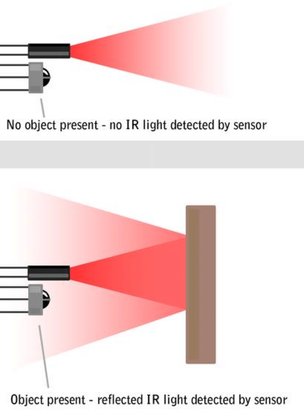 No object present - no IR light detected by sensor
Object present - reflected IR light detected by sensor